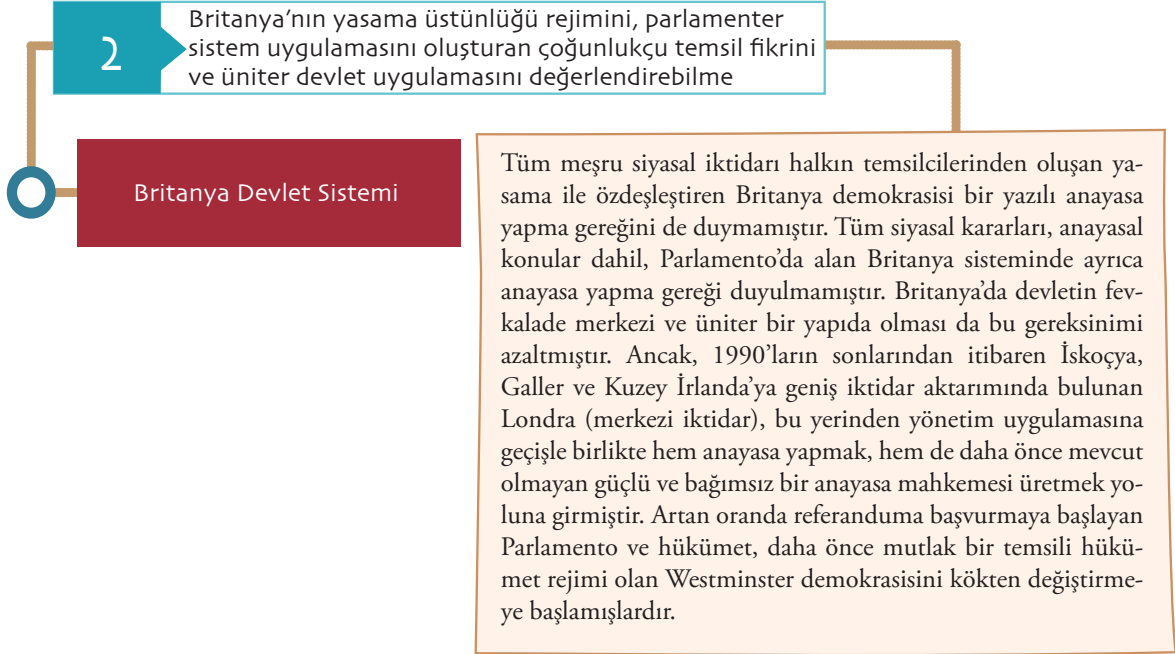 2
Britanya'nın yasama üstünlüğü rejimini, parlamenter
sistem uygulamasını oluşturan çoğunlukçu temsil fikrini
ve üniter devlet uygulamasını değerlendirebilme
Britanya Devlet Sistemi
Tüm meşru siyasal iktidarı halkın temsilcilerinden oluşan ya-
sama ile özdeşleştiren Britanya demokrasisi bir yazılı anayasa
yapma gereğini de duymamıştır. Tüm siyasal kararları, anayasal
konular dahil, Parlamento'da alan Britanya sisteminde ayrıca
anayasa yapma gereği duyulmamıştır. Britanya'da devletin fev-
kalade merkezi ve üniter bir yapıda olması da bu gereksinimi
azaltmıştır. Ancak, 1990'ların sonlarından itibaren İskoçya,
Galler ve Kuzey İrlanda'ya geniş iktidar aktarımında bulunan
Londra (merkezi iktidar), bu yerinden yönetim uygulamasına
geçişle birlikte hem anayasa yapmak, hem de daha önce mevcut
olmayan güçlü ve bağımsız bir anayasa mahkemesi üretmek yo-
luna girmiştir. Artan oranda referanduma başvurmaya başlayan
Parlamento ve hükümet, daha önce mutlak bir temsili hükü-
met rejimi olan Westminster demokrasisini kökten değiştirme-
ye başlamışlardır.